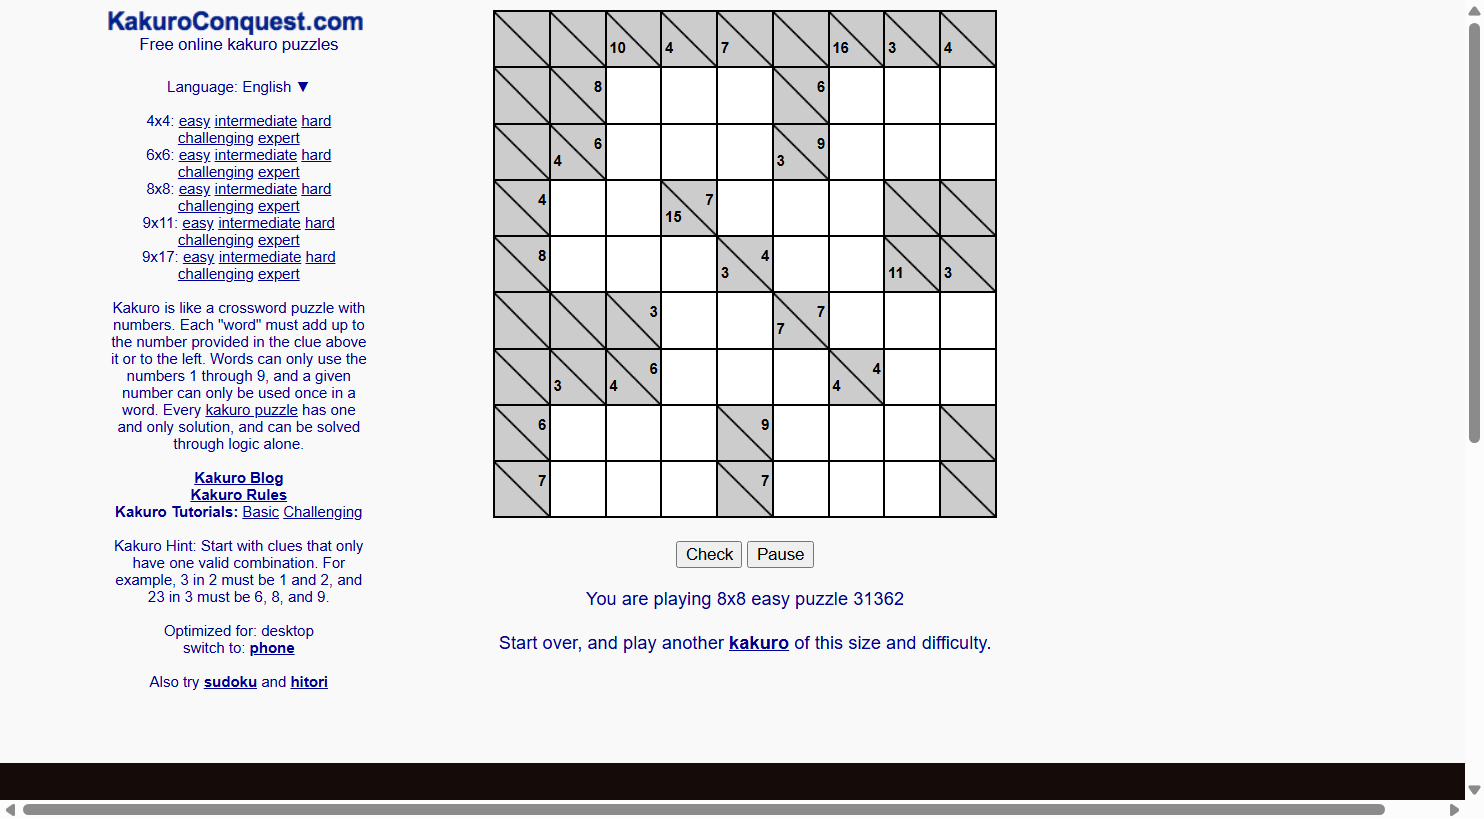 KakuroConquest.com
Free online kakuro puzzles
Language: English ▼
4x4: easy intermediate hard
challenging expert
6x6: easy intermediate hard
challenging expert
8x8: easy intermediate hard
challenging expert
9x11: easy intermediate hard
challenging expert
9x17: easy intermediate hard
challenging expert
Kakuro is like a crossword puzzle with
numbers. Each "word" must add up to
the number provided in the clue above
it or to the left. Words can only use the
numbers 1 through 9, and a given
number can only be used once in a
word. Every kakuro puzzle has one
and only solution, and can be solved
through logic alone.
Kakuro Blog
Kakuro Rules
Kakuro Tutorials: Basic Challenging
Kakuro Hint: Start with clues that only
have one valid combination. For
example, 3 in 2 must be 1 and 2, and
23 in 3 must be 6, 8, and 9.
Optimized for: desktop
switch to: phone
Also try sudoku and hitori
10 4 7 16 3 4
8 6
4 6 3 9
4 15 7
8 3 4 11 3
3 7 7
3 4 6 4 4
6 9
7 7
Check Pause
You are playing 8x8 easy puzzle 31362
Start over, and play another kakuro of this size and difficulty.